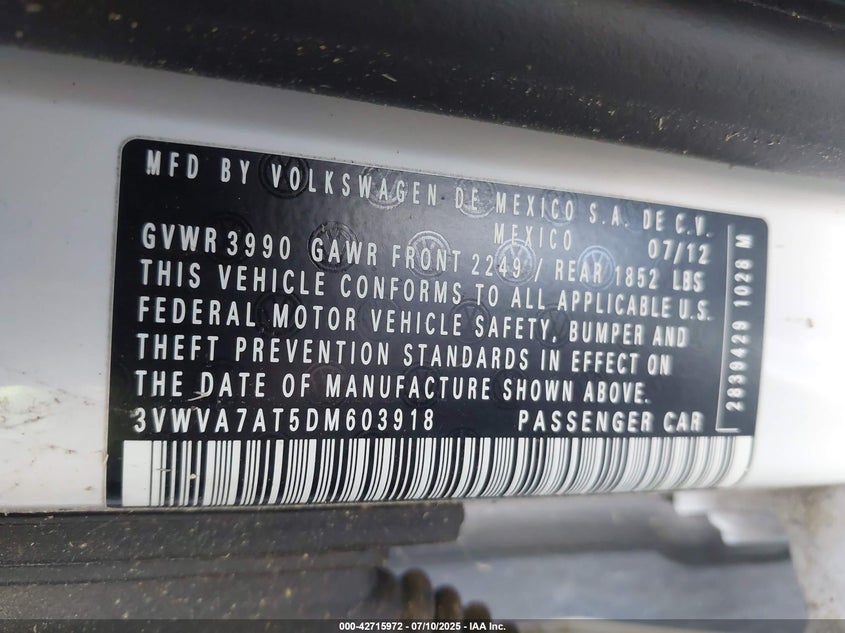 MFD BY VOLKSWAGEN DE MEXICO S.A. DE C.V.
MEXICO 07/12
GVWR 3990 GAWR FRONT 2249 / REAR 1852 LBS
THIS VEHICLE CONFORMS TO ALL APPLICABLE U.S.
FEDERAL MOTOR VEHICLE SAFETY, BUMPER AND
THEFT PREVENTION STANDARDS IN EFFECT ON
THE DATE OF MANUFACTURE SHOWN ABOVE.
3VWVA7AT5DM603918 PASSENGER CAR
2839429 1028 M
000-42715972 - 07/10/2025 - IAA Inc.